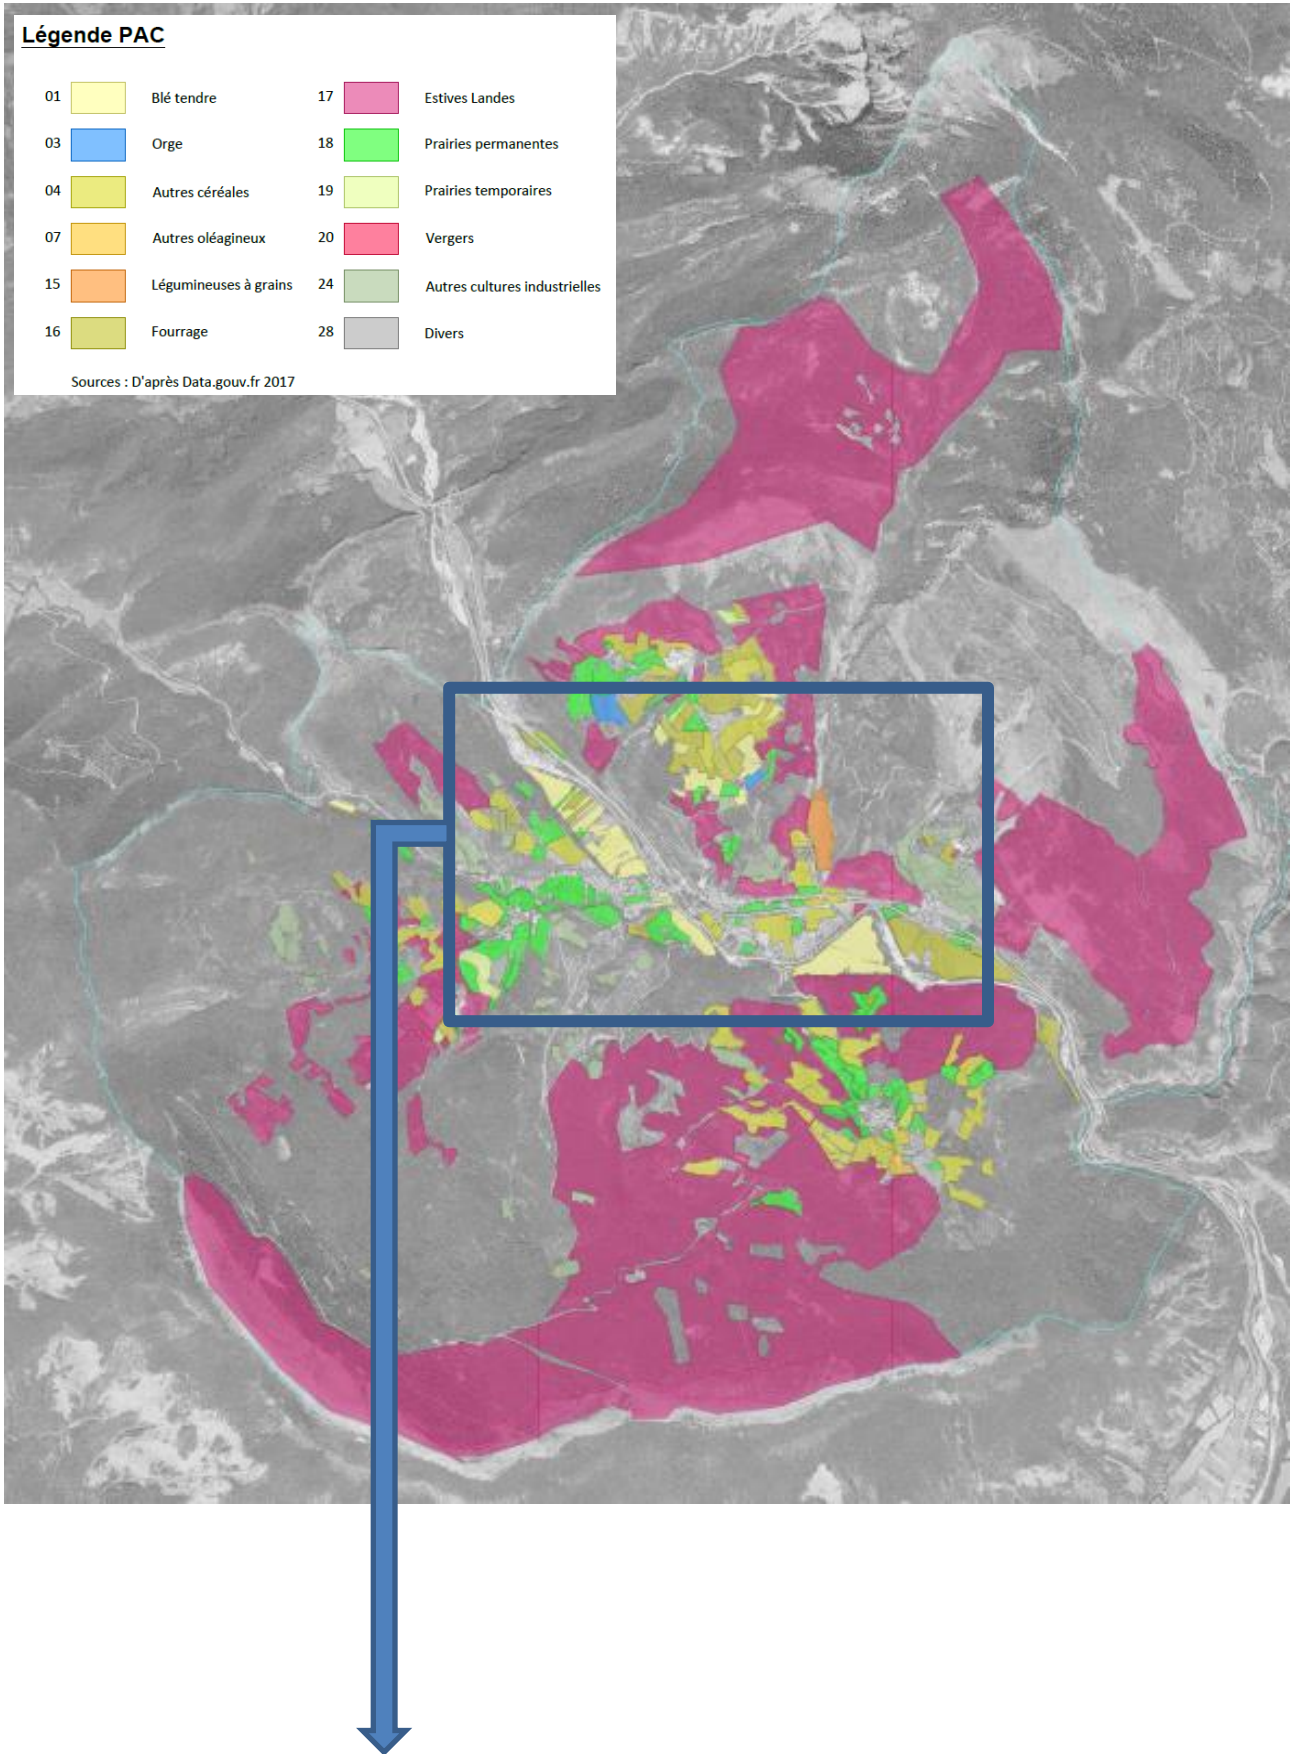 Légende PAC
01 Blé tendre 17 Estives Landes
03 Orge 18 Prairies permanentes
04 Autres céréales 19 Prairies temporaires
07 Autres oléagineux 20 Vergers
15 Légumineuses à grains 24 Autres cultures industrielles
16 Fourrage 28 Divers
Sources : D'après Data.gouv.fr 2017